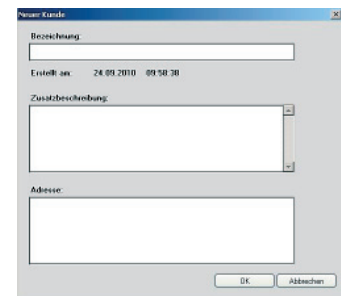 Neuer Kunde
Bezeichnung:
Erstellt am: 24.09.2010 09:58:38
Zusatzbeschreibung:
Adresse:
OK Abbrechen